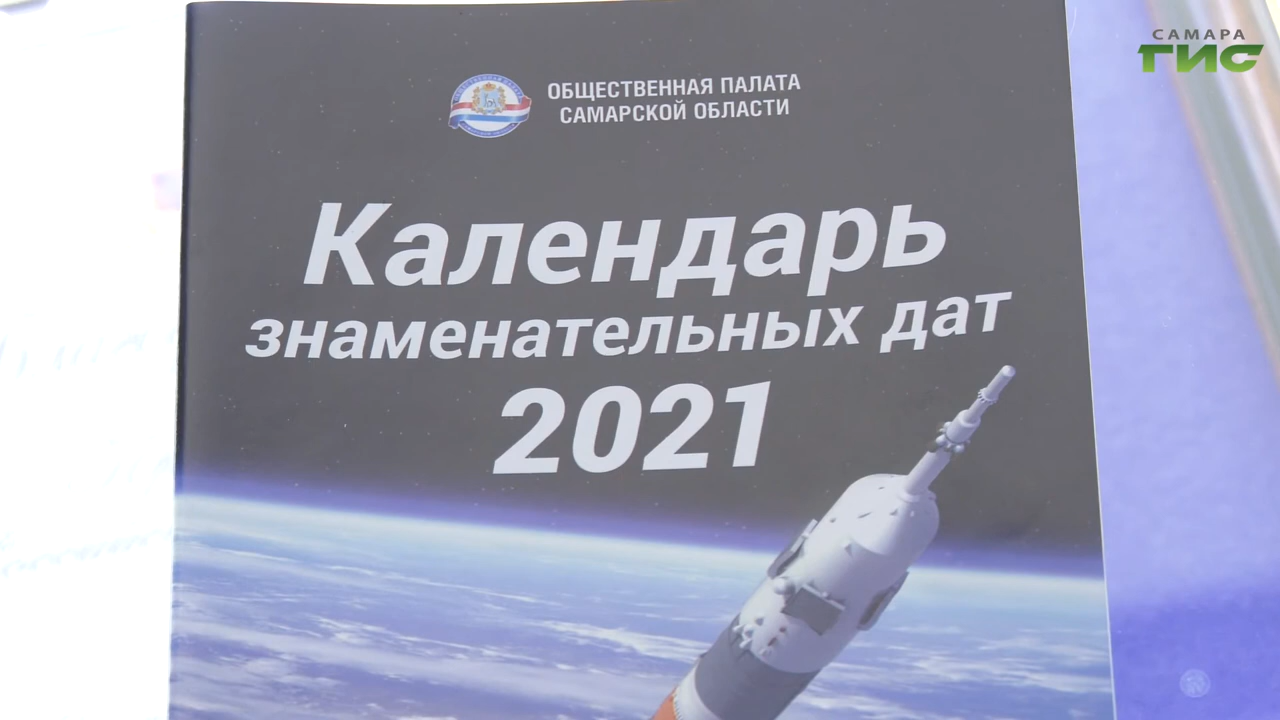 САМАРА
ГИС
ОБЩЕСТВЕННАЯ ПАЛАТА
САМАРСКОЙ ОБЛАСТИ
Календарь
знаменательных дат
2021